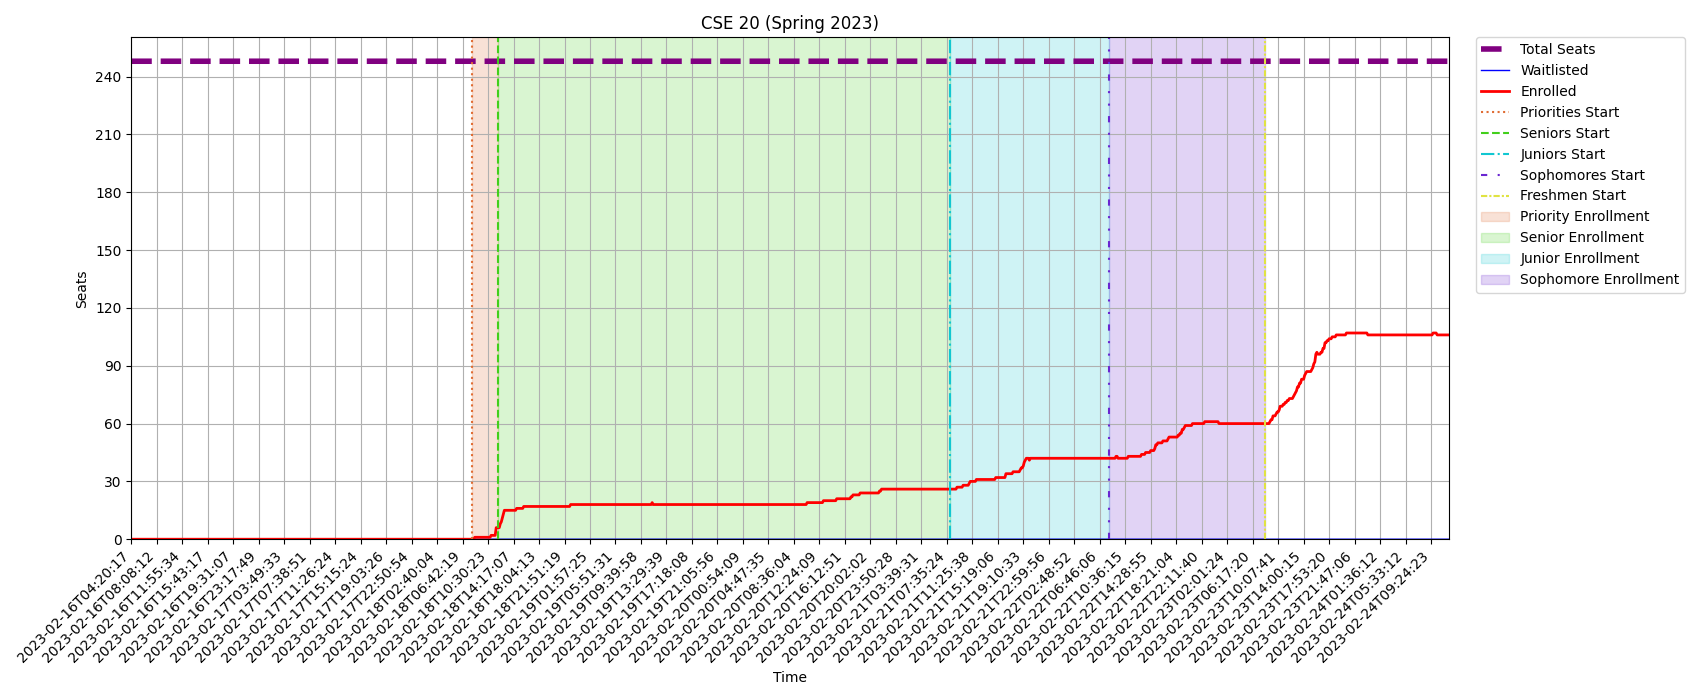 CSE 20 (Spring 2023)
Total Seats
Waitlisted
Enrolled
Priorities Start
Seniors Start
Juniors Start
Sophomores Start
Freshmen Start
Priority Enrollment
Senior Enrollment
Junior Enrollment
Sophomore Enrollment
Seats
240
210
180
150
120
90
60
30
0
2023-02-16T04:20:17
2023-02-16T08:08:12
2023-02-16T11:55:34
2023-02-16T15:43:17
2023-02-16T19:31:07
2023-02-16T23:17:49
2023-02-17T03:49:33
2023-02-17T07:38:51
2023-02-17T11:26:24
2023-02-17T15:15:24
2023-02-17T19:03:26
2023-02-17T22:50:54
2023-02-18T02:40:04
2023-02-18T06:42:19
2023-02-18T10:30:23
2023-02-18T14:17:07
2023-02-18T18:04:13
2023-02-18T21:51:19
2023-02-19T01:57:25
2023-02-19T05:51:31
2023-02-19T09:39:58
2023-02-19T13:29:39
2023-02-19T17:18:08
2023-02-19T21:05:56
2023-02-20T00:54:09
2023-02-20T04:47:35
2023-02-20T08:36:04
2023-02-20T12:24:09
2023-02-20T16:12:51
2023-02-20T20:02:02
2023-02-20T23:50:28
2023-02-21T03:39:31
2023-02-21T07:35:24
2023-02-21T11:25:38
2023-02-21T15:19:06
2023-02-21T19:10:33
2023-02-21T22:59:56
2023-02-22T02:48:52
2023-02-22T06:46:06
2023-02-22T10:36:15
2023-02-22T14:28:55
2023-02-22T18:21:04
2023-02-22T22:11:40
2023-02-23T02:01:24
2023-02-23T06:17:20
2023-02-23T10:07:41
2023-02-23T14:00:15
2023-02-23T17:53:20
2023-02-23T21:47:06
2023-02-24T01:36:12
2023-02-24T05:33:12
2023-02-24T09:24:23
Time